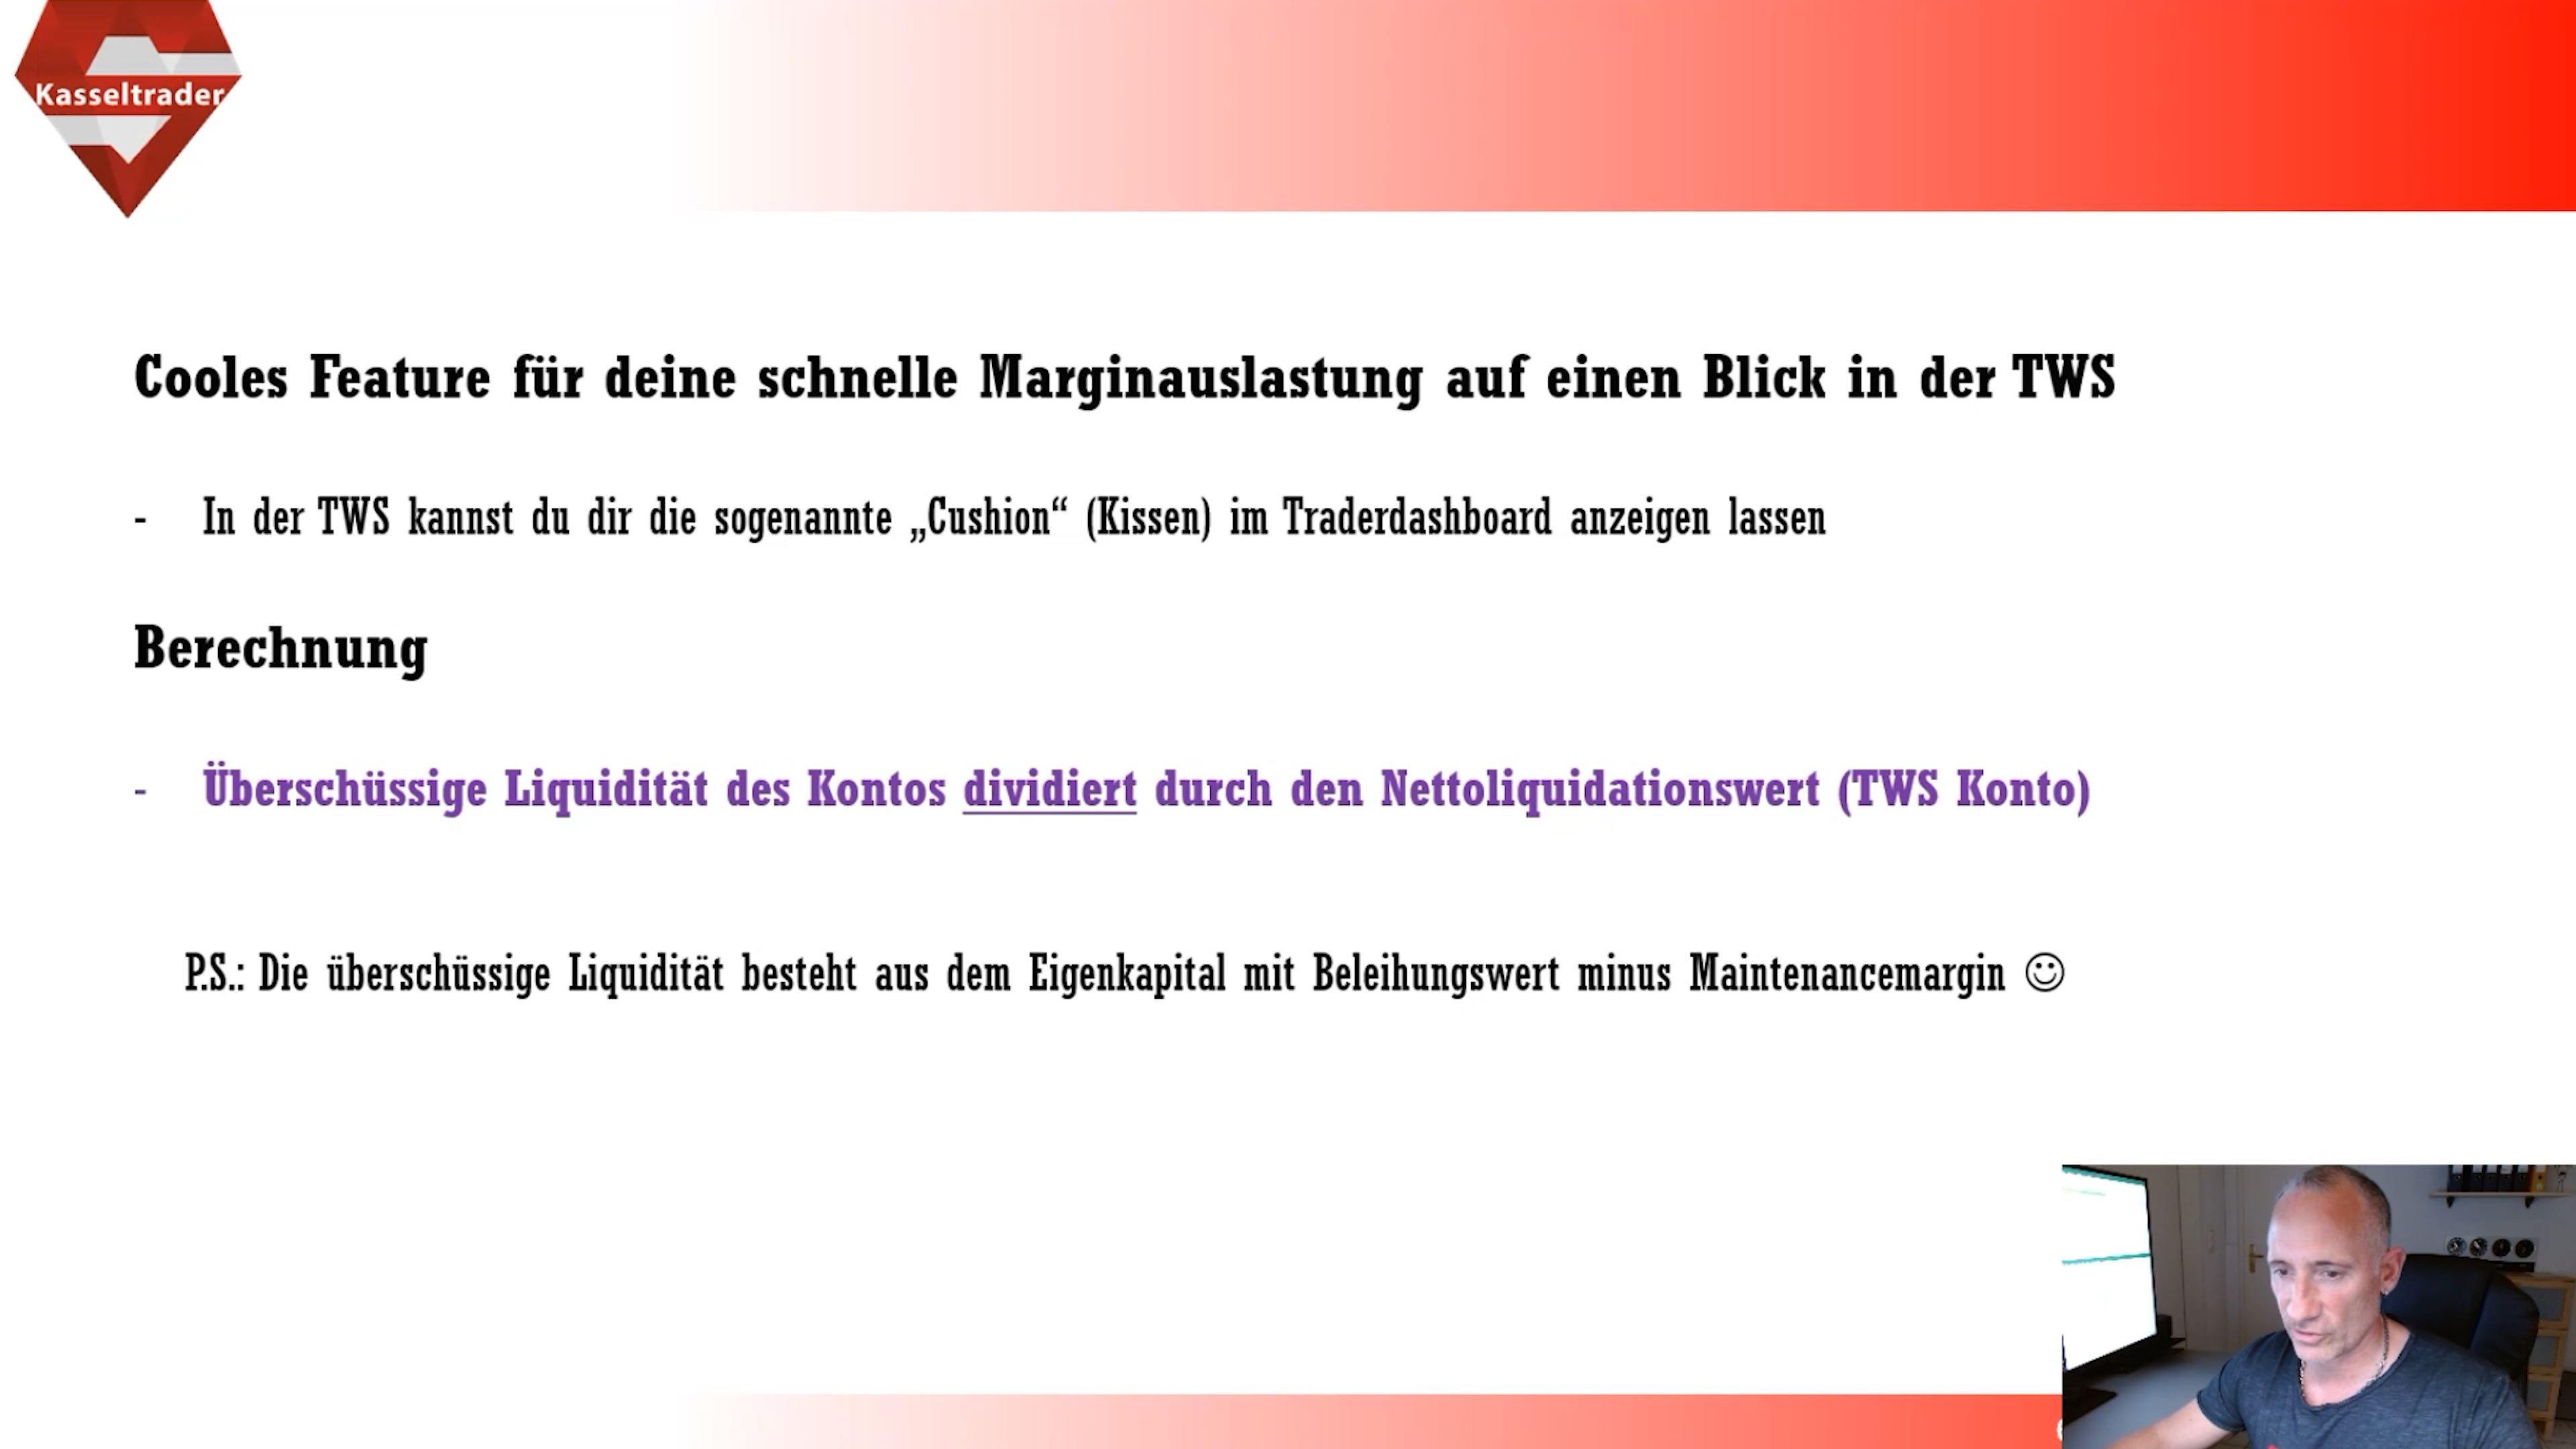 Kasseltrader
Cooles Feature für deine schnelle Marginauslastung auf einen Blick in der TWS
- In der TWS kannst du dir die sogenannte „Cushion“ (Kissen) im Traderdashboard anzeigen lassen
Berechnung
- Überschüssige Liquidität des Kontos dividiert durch den Nettoliquidationswert (TWS Konto)
P.S.: Die überschüssige Liquidität besteht aus dem Eigenkapital mit Beleihungswert minus Maintenancemargin ☺